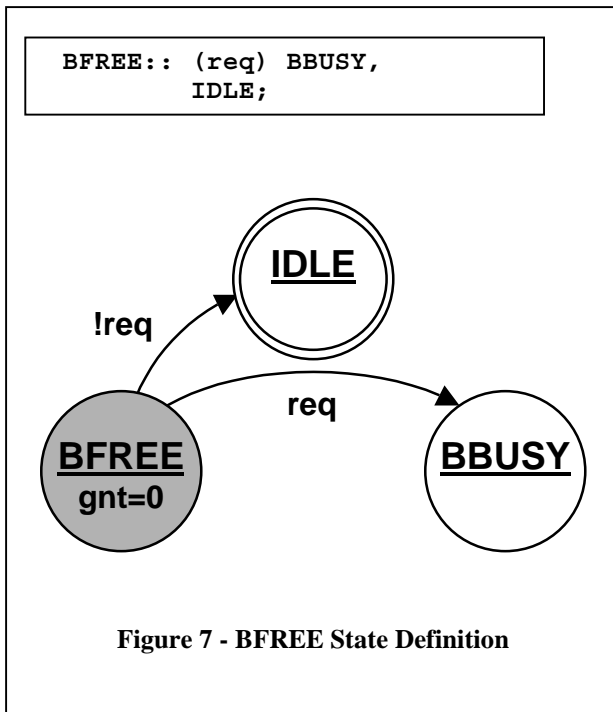 BFREE:: (req) BBUSY,
IDLE;
IDLE
!req
req
BFREE
gnt=0
BBUSY
Figure 7 - BFREE State Definition